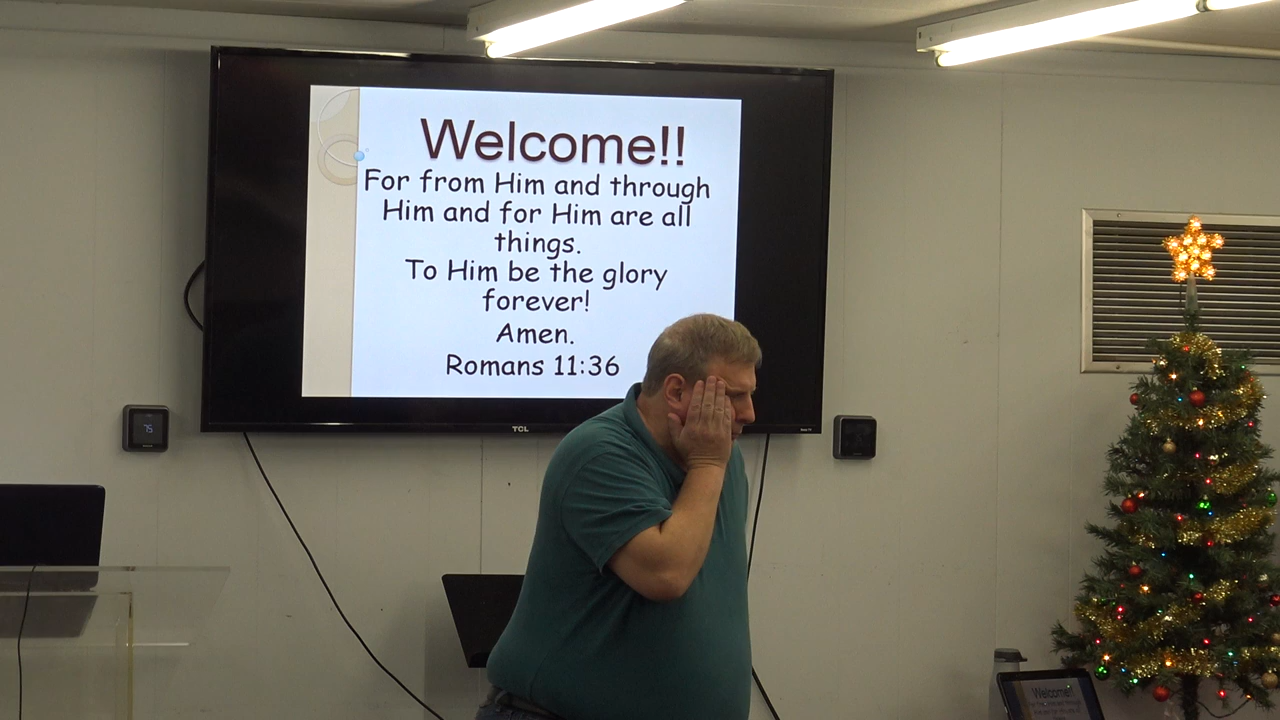 Welcome!!
For from Him and through
Him and for Him are all
things.
To Him be the glory
forever!
Amen.
Romans 11:36
TCL
75
Welcome!!